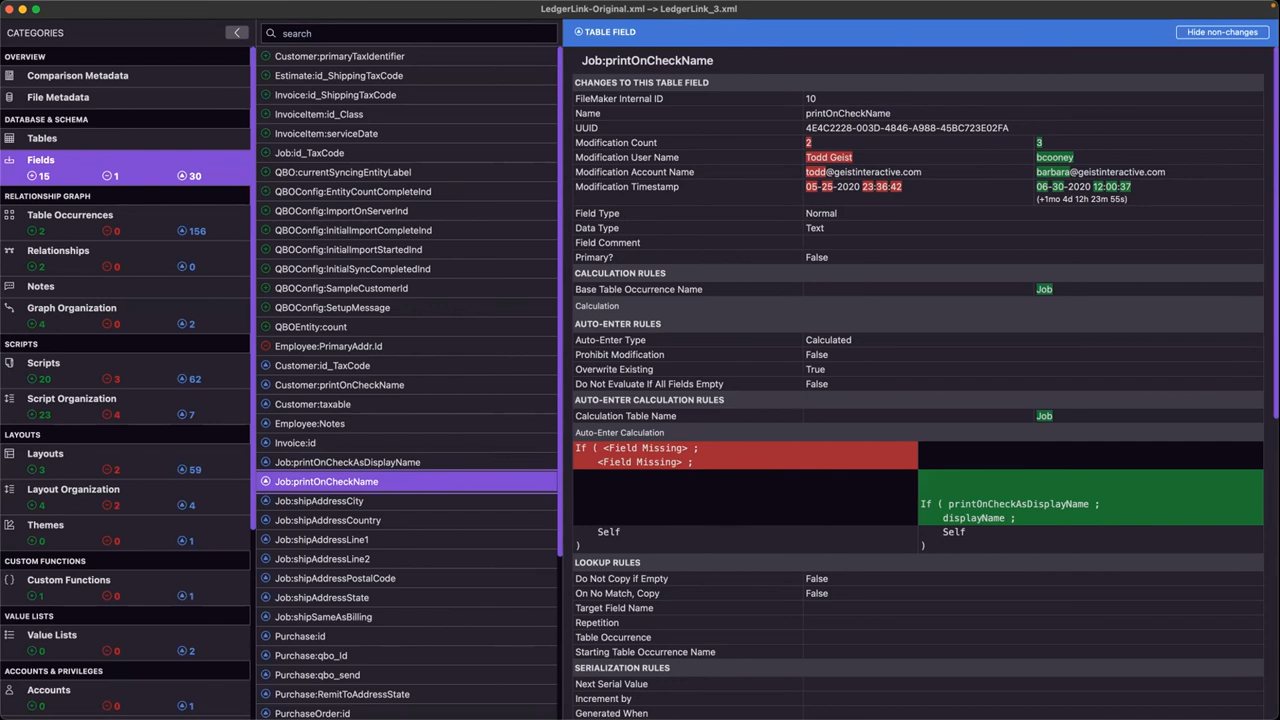 LedgerLink-Original.xml –> LedgerLink_3.xml
CATEGORIES
OVERVIEW
Comparison Metadata
File Metadata
DATABASE & SCHEMA
Tables
Fields
15 1 30
RELATIONSHIP GRAPH
Table Occurrences
2 0 156
Relationships
2 0 0
Notes
Graph Organization
4 0 2
SCRIPTS
Scripts
20 3 62
Script Organization
23 4 7
LAYOUTS
Layouts
3 2 59
Layout Organization
4 2 4
Themes
0 0 1
CUSTOM FUNCTIONS
Custom Functions
1 0 1
VALUE LISTS
Value Lists
0 0 2
ACCOUNTS & PRIVILEGES
Accounts
0 0 1
search
Customer:primaryTaxIdentifier
Estimate:id_ShippingTaxCode
Invoice:id_ShippingTaxCode
InvoiceItem:id_Class
InvoiceItem:serviceDate
Job:id_TaxCode
QBO:currentSyncingEntityLabel
QBOConfig:EntityCountCompleteInd
QBOConfig:ImportOnServerInd
QBOConfig:InitialImportCompleteInd
QBOConfig:InitialImportStartedInd
QBOConfig:InitialSyncCompletedInd
QBOConfig:SampleCustomerId
QBOConfig:SetupMessage
QBOEntity:count
Employee:PrimaryAddr.Id
Customer:id_TaxCode
Customer:printOnCheckName
Customer:taxable
Employee:Notes
Invoice:id
Job:printOnCheckAsDisplayName
Job:printOnCheckName
Job:shipAddressCity
Job:shipAddressCountry
Job:shipAddressLine1
Job:shipAddressLine2
Job:shipAddressPostalCode
Job:shipAddressState
Job:shipSameAsBilling
Purchase:id
Purchase:qbo_Id
Purchase:qbo_send
Purchase:RemitToAddressState
PurchaseOrder:id
TABLE FIELD
Hide non-changes
Job:printOnCheckName
CHANGES TO THIS TABLE FIELD
FileMaker Internal ID 10
Name printOnCheckName
UUID 4E4C2228-003D-4846-A988-45BC723E02FA
Modification Count 2 3
Modification User Name Todd Geist bcooney
Modification Account Name todd@geistinteractive.com barbara@geistinteractive.com
Modification Timestamp 05-25-2020 23:36:42 06-30-2020 12:00:37
(+1mo 4d 12h 23m 55s)
Field Type Normal
Data Type Text
Field Comment
Primary? False
CALCULATION RULES
Base Table Occurrence Name Job
Calculation
AUTO-ENTER RULES
Auto-Enter Type Calculated
Prohibit Modification False
Overwrite Existing True
Do Not Evaluate If All Fields Empty False
AUTO-ENTER CALCULATION RULES
Calculation Table Name Job
Auto-Enter Calculation
If ( <Field Missing> ;
<Field Missing> ;
If ( printOnCheckAsDisplayName ;
displayName ;
Self Self
) )
LOOKUP RULES
Do Not Copy if Empty False
On No Match, Copy False
Target Field Name
Repetition
Table Occurrence
Starting Table Occurrence Name
SERIALIZATION RULES
Next Serial Value
Increment by
Generated When